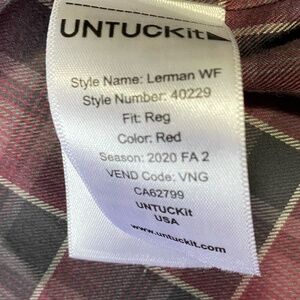 UNTUCKit
Style Name: Lerman WF
Style Number: 40229
Fit: Reg
Color: Red
Season: 2020 FA 2
VEND Code: VNG
CA62799
UNTUCKit
USA
www.untuckit.com